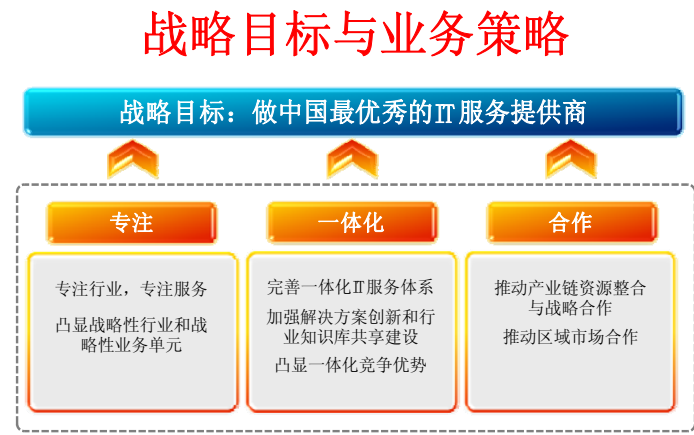 战略目标与业务策略
战略目标：做中国最优秀的IT服务提供商
专注
一体化
合作
专注行业，专注服务
凸显战略性行业和战
略性业务单元
完善一体化IT服务体系
加强解决方案创新和行
业知识库共享建设
凸显一体化竞争优势
推动产业链资源整合
与战略合作
推动区域市场合作